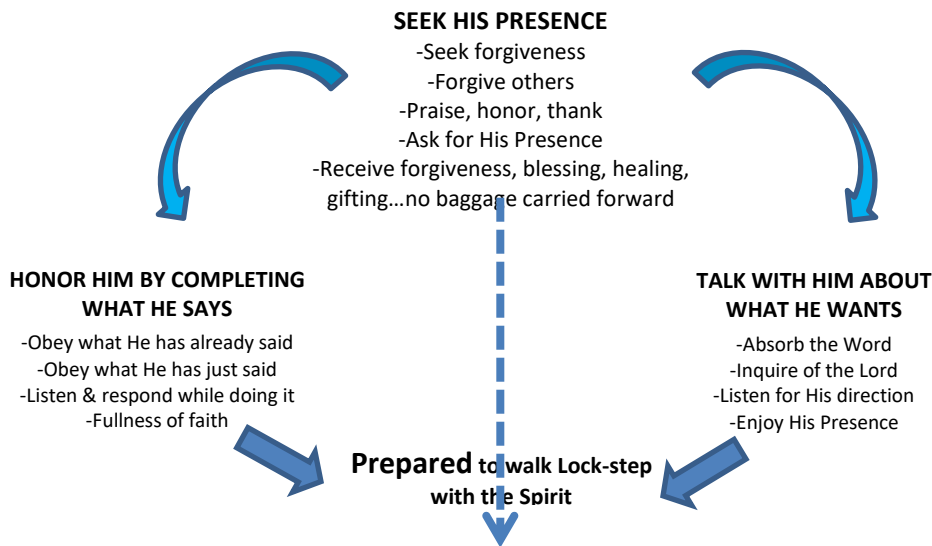 SEEK HIS PRESENCE
-Seek forgiveness
-Forgive others
-Praise, honor, thank
-Ask for His Presence
-Receive forgiveness, blessing, healing,
gifting...no baggage carried forward
HONOR HIM BY COMPLETING
WHAT HE SAYS
-Obey what He has already said
-Obey what He has just said
-Listen & respond while doing it
-Fullness of faith
TALK WITH HIM ABOUT
WHAT HE WANTS
-Absorb the Word
-Inquire of the Lord
-Listen for His direction
-Enjoy His Presence
Prepared to walk Lock-step
with the Spirit